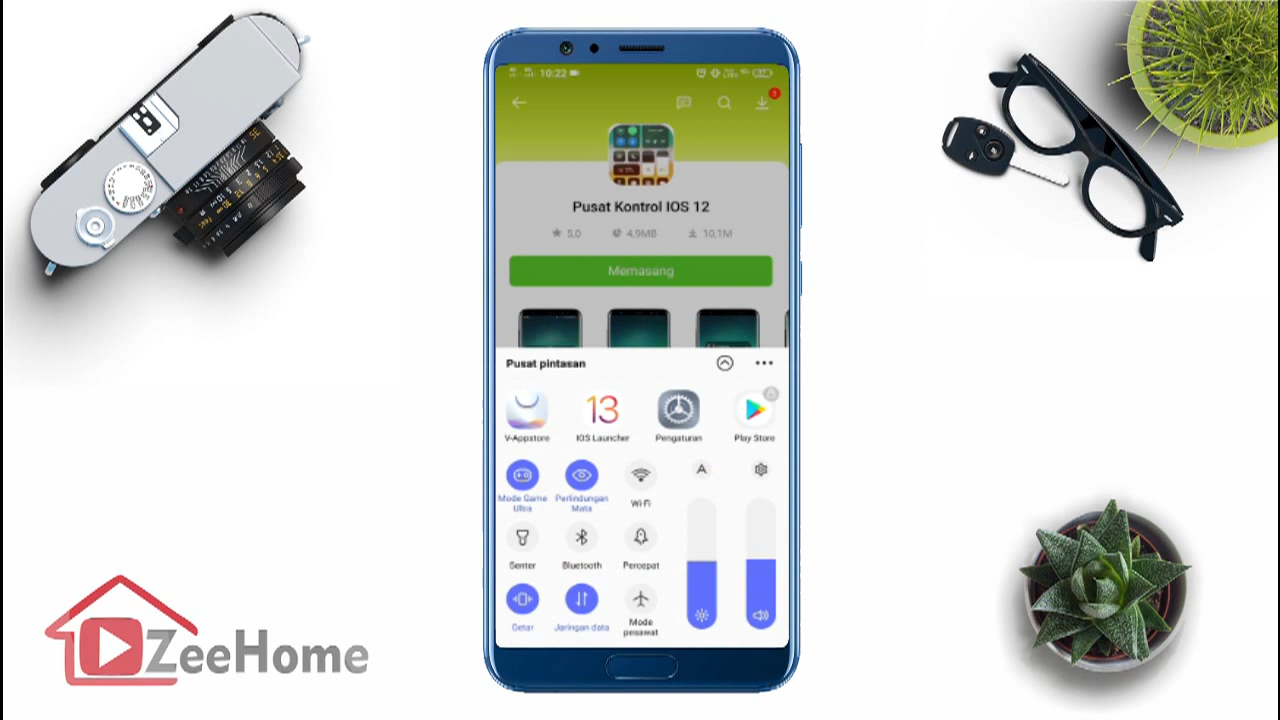 10:22
1
Pusat Kontrol IOS 12
5,0 4,9MB 10,1M
Memasang
Pusat pintasan
13
V-Appstore IOS Launcher Pengaturan Play Store
A
Mode Game Ultra
Perlindungan Mata
Wi-Fi
Senter Bluetooth Percepat
Getar Jaringan data
Mode pesawat
ZeeHome